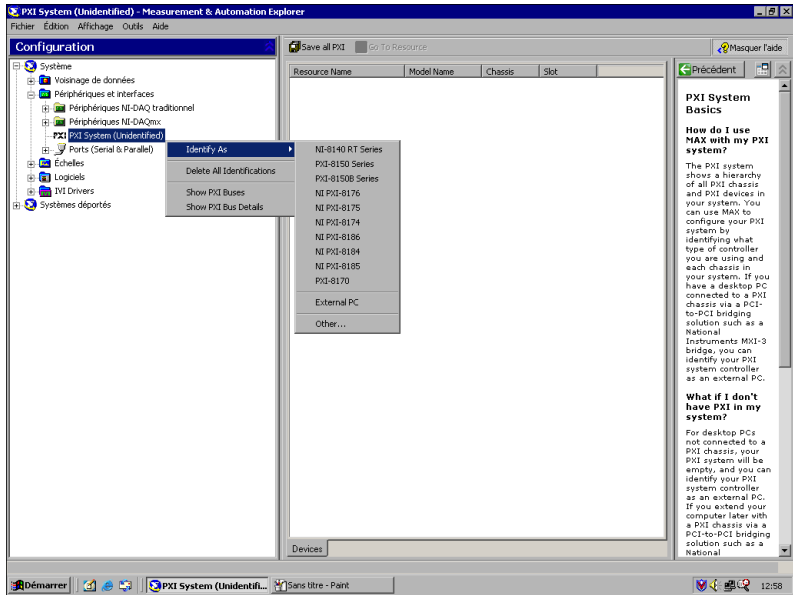 PXI System (Unidentified) - Measurement & Automation Explorer
Fichier Édition Affichage Outils Aide
Configuration
Save all PXI Go To Resource
Masquer l'aide
Système
Voisinage de données
Périphériques et interfaces
Périphériques NI-DAQ traditionnel
Périphériques NI-DAQmx
PXI PXI System (Unidentified)
Ports (Serial & Parallel)
Échelles
Logiciels
IVI Drivers
Systèmes déportés
Identify As
Delete All Identifications
Show PXI Buses
Show PXI Bus Details
NI-8140 RT Series
PXI-8150 Series
PXI-8150B Series
NI PXI-8176
NI PXI-8175
NI PXI-8174
NI PXI-8186
NI PXI-8184
NI PXI-8185
PXI-8170
External PC
Other...
Resource Name Model Name Chassis Slot
Devices
Précédent
PXI System
Basics
How do I use
MAX with my PXI
system?
The PXI system
shows a hierarchy
of all PXI chassis
and PXI devices in
your system. You
can use MAX to
configure your PXI
system by
identifying what
type of controller
you are using and
each chassis in
your system. If you
have a desktop PC
connected to a PXI
chassis via a PCI-
to-PCI bridging
solution such as a
National
Instruments MXI-3
bridge, you can
identify your PXI
system controller
as an external PC.
What if I don't
have PXI in my
system?
For desktop PCs
not connected to a
PXI chassis, your
PXI system will be
empty, and you can
identify your PXI
system controller
as an external PC.
If you extend your
computer later with
a PXI chassis via a
PCI-to-PCI bridging
solution such as a
National
Démarrer
PXI System (Unidentifi...
Sans titre - Paint
12:58